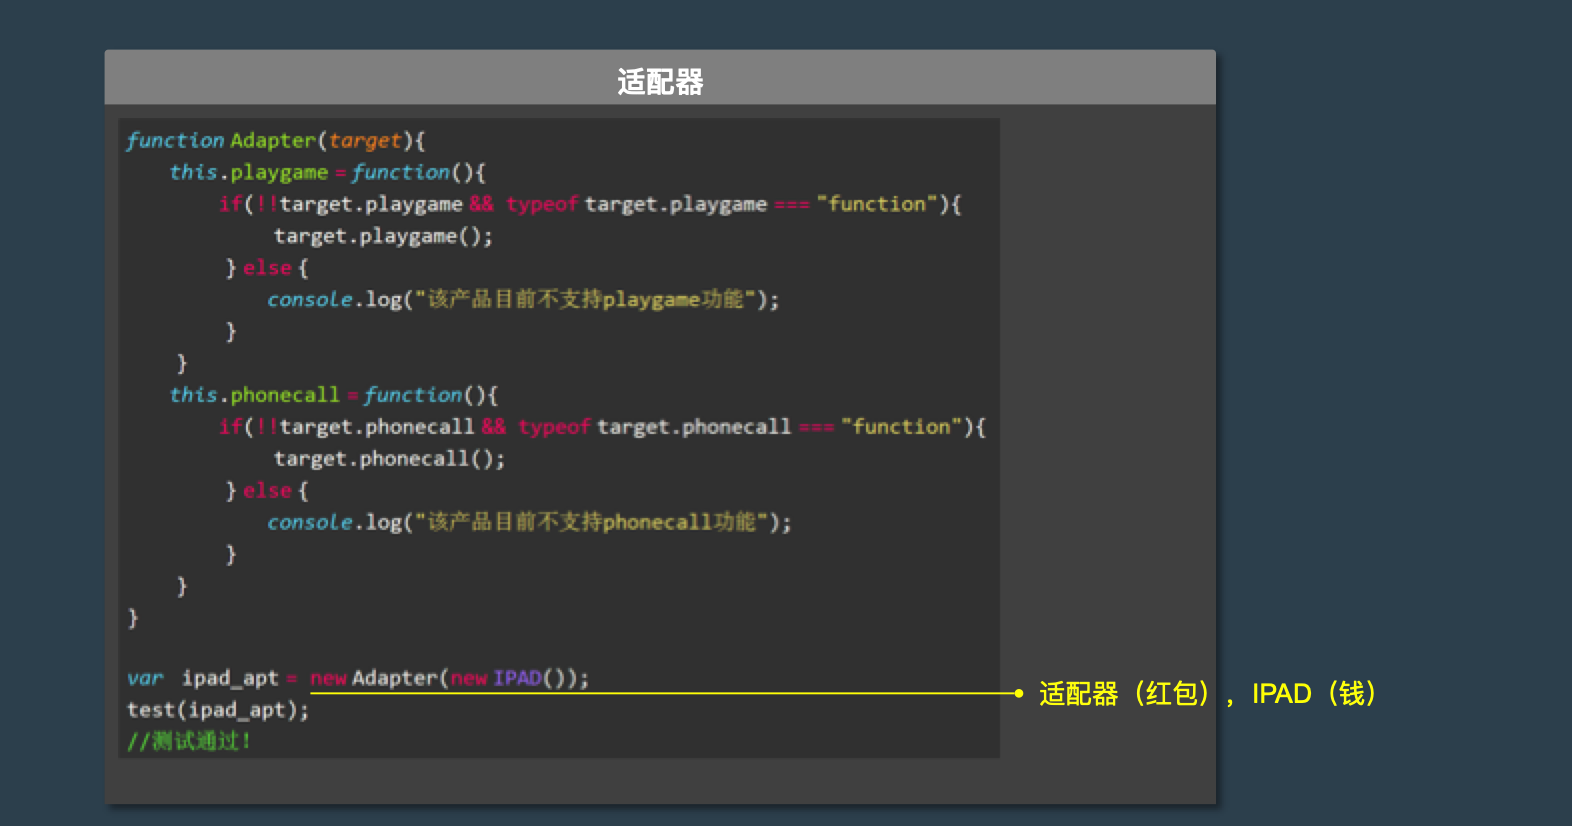 适配器
function Adapter(target){
this.playgame = function(){
if(!!target.playgame && typeof target.playgame === "function"){
target.playgame();
} else {
console.log("该产品目前不支持playgame功能");
}
}
this.phonecall = function(){
if(!!target.phonecall && typeof target.phonecall === "function"){
target.phonecall();
} else {
console.log("该产品目前不支持phonecall功能");
}
}
}
var ipad_apt = new Adapter(new IPAD());
适配器（红包），IPAD（钱）
test(ipad_apt);
//测试通过!